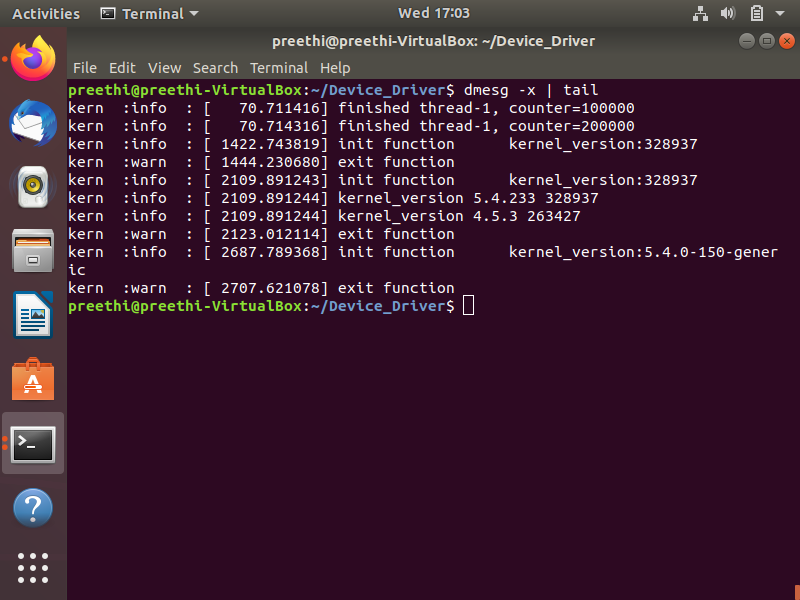 Activities Terminal Wed 17:03
preethi@preethi-VirtualBox: ~/Device_Driver
File Edit View Search Terminal Help
preethi@preethi-VirtualBox:~/Device_Driver$ dmesg -x | tail
kern  :info  : [   70.711416] finished thread-1, counter=100000
kern  :info  : [   70.714316] finished thread-1, counter=200000
kern  :info  : [ 1422.743819] init function      kernel_version:328937
kern  :warn  : [ 1444.230680] exit function
kern  :info  : [ 2109.891243] init function      kernel_version:328937
kern  :info  : [ 2109.891244] kernel_version 5.4.233 328937
kern  :info  : [ 2109.891244] kernel_version 4.5.3 263427
kern  :warn  : [ 2123.012114] exit function
kern  :info  : [ 2687.789368] init function      kernel_version:5.4.0-150-gener
ic
kern  :warn  : [ 2707.621078] exit function
preethi@preethi-VirtualBox:~/Device_Driver$